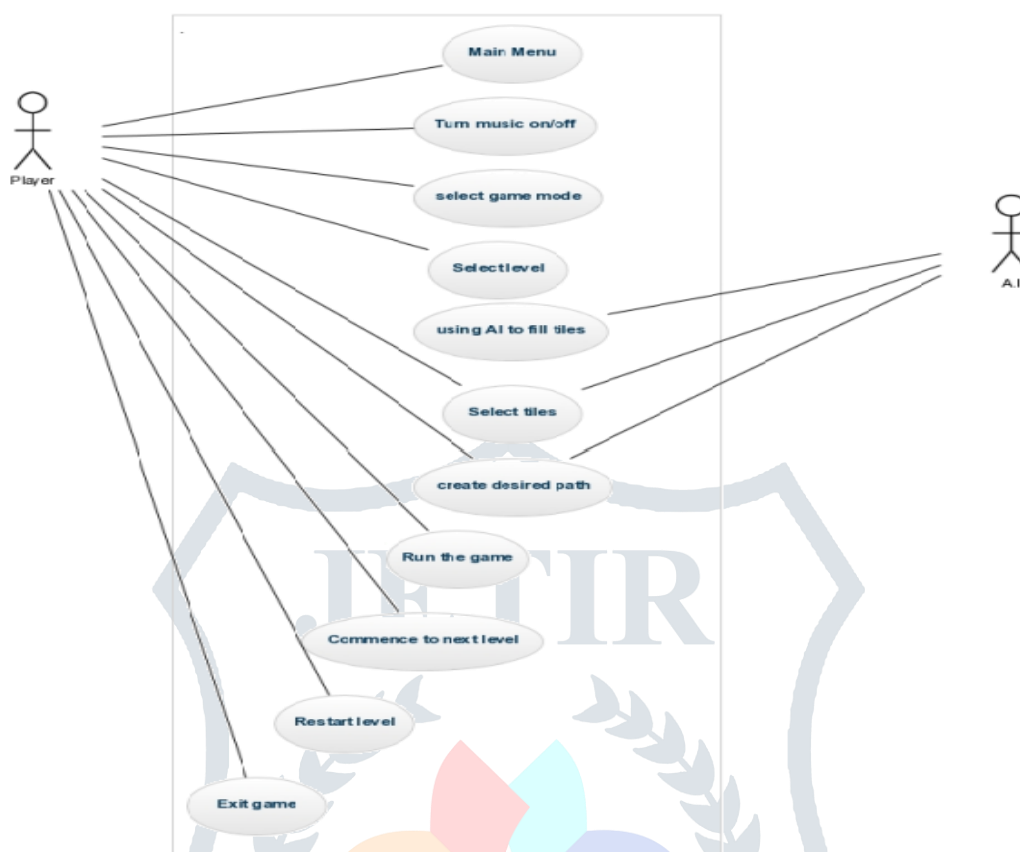 Main Menu
Turn music on/off
Player
select game mode
Select level
A.I
using AI to fill tiles
Select tiles
create desired path
Run the game
JETIR
Commence to next level
Restart level
Exit game